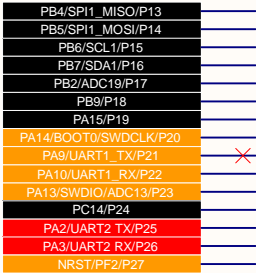 PB4/SPI1_MISO/P13
PB5/SPI1_MOSI/P14
PB6/SCL1/P15
PB7/SDA1/P16
PB2/ADC19/P17
PB9/P18
PA15/P19
PA14/BOOT0/SWDCLK/P20
PA9/UART1_TX/P21
PA10/UART1_RX/P22
PA13/SWDIO/ADC13/P23
PC14/P24
PA2/UART2 TX/P25
PA3/UART2 RX/P26
NRST/PF2/P27